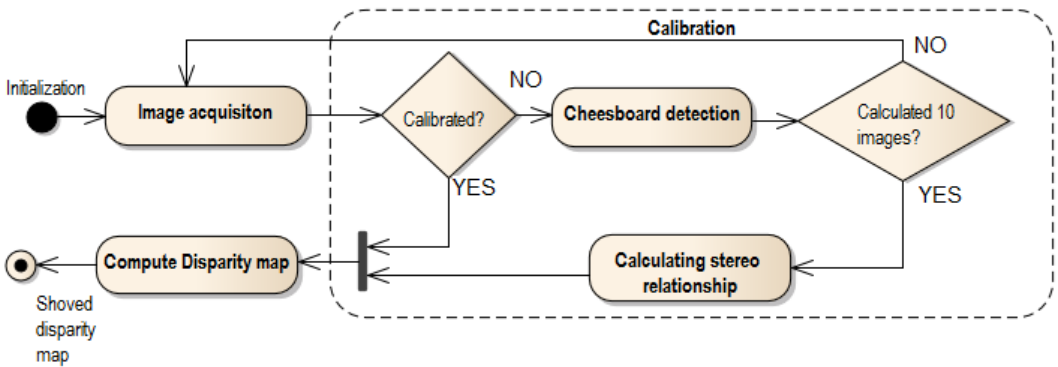 Calibration
NO
Initialization
Image acquisiton
Calibrated?
NO
Cheesboard detection
Calculated 10
images?
YES
YES
Compute Disparity map
Calculating stereo
relationship
Shoved
disparity
map